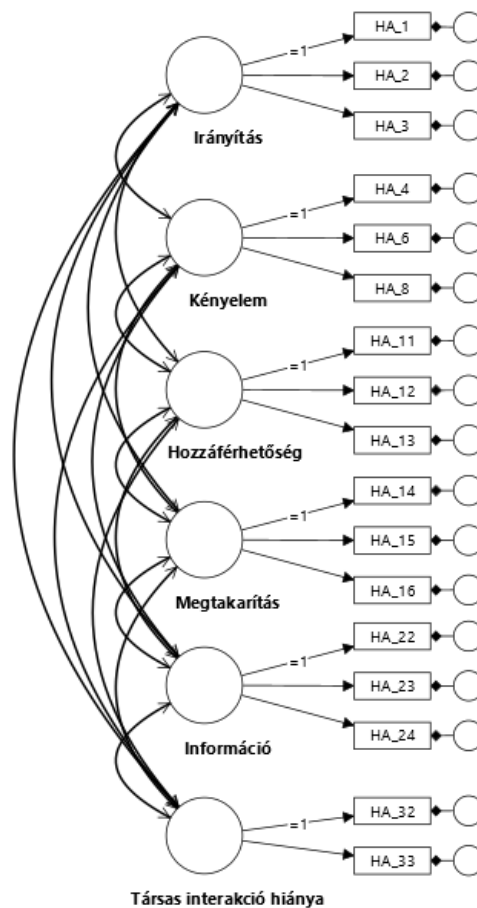 HA_1
=1
HA_2
HA_3
Irányítás
HA_4
=1
HA_6
HA_8
Kényelem
HA_11
=1
HA_12
HA_13
Hozzáférhetőség
HA_14
=1
HA_15
HA_16
Megtakarítás
HA_22
=1
HA_23
HA_24
Információ
HA_32
=1
HA_33
Társas interakció hiánya